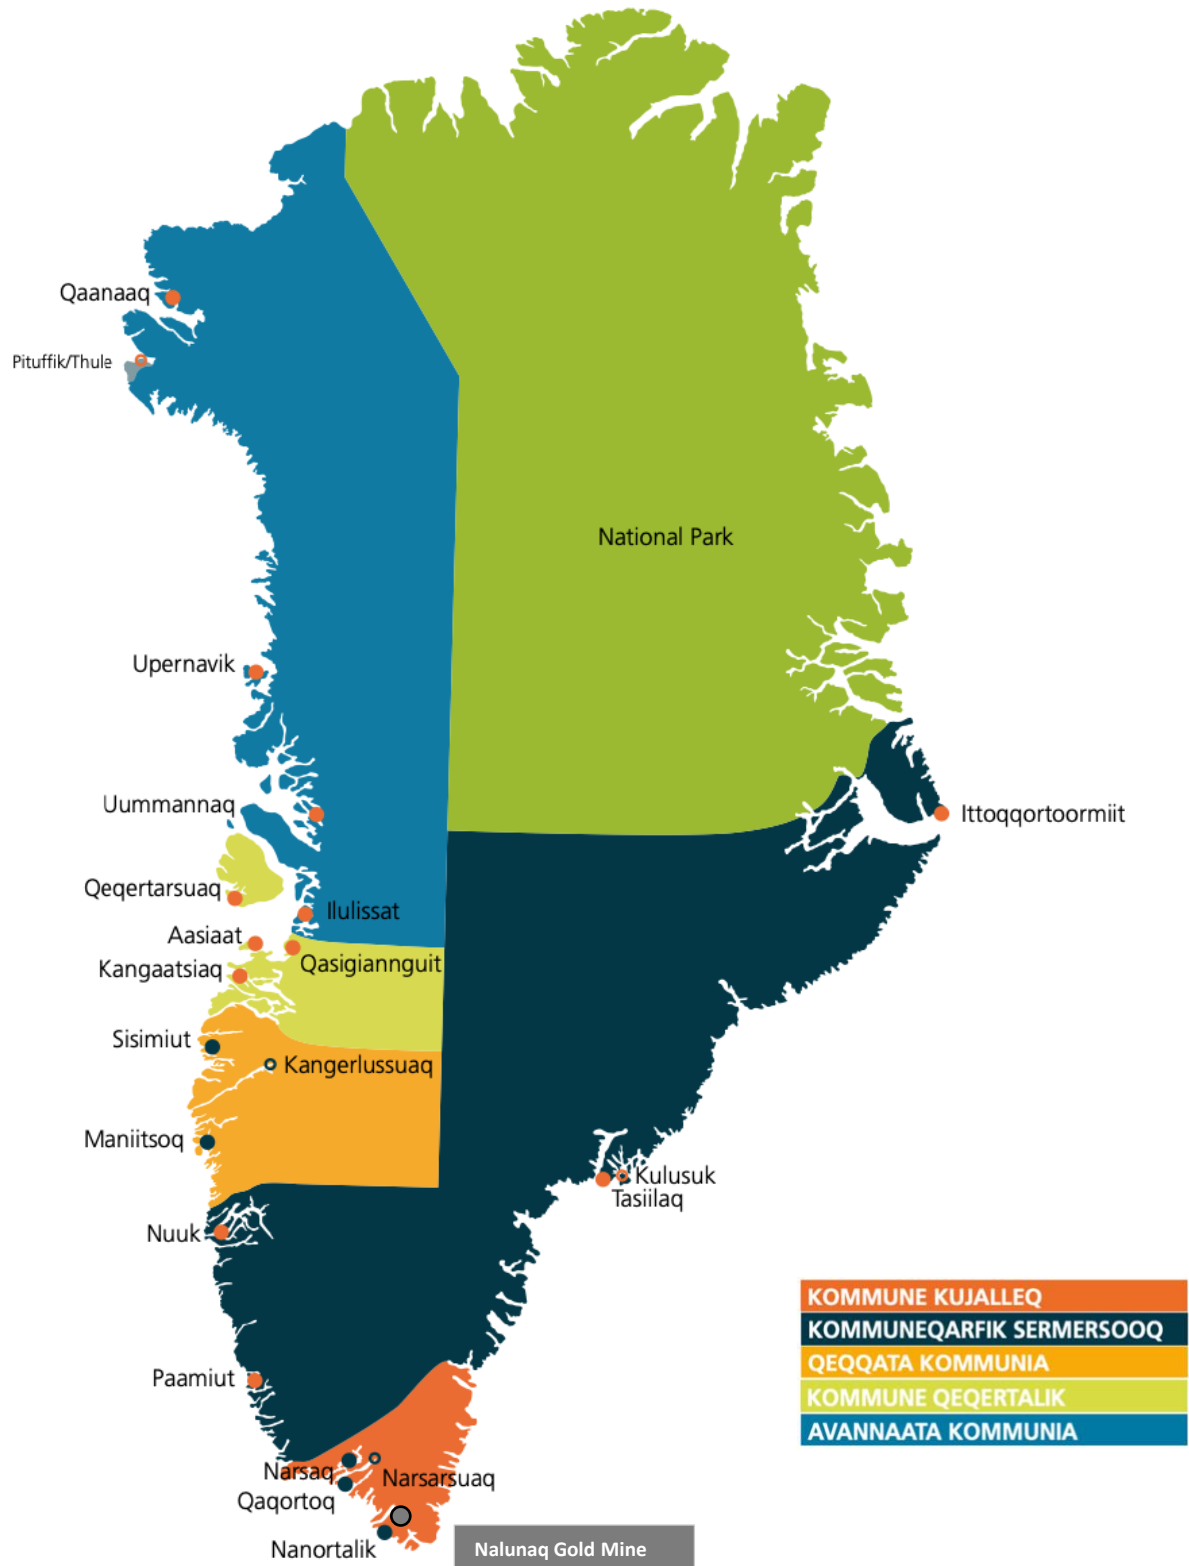 Qaanaaq
Pituffik/Thule
National Park
Upernavik
Uummannaq
Ittoqqortoormiit
Qeqertarsuaq
Ilulissat
Aasiaat
Qasigiannguit
Kangaatsiaq
Sisimiut
Kangerlussuaq
Maniitsoq
Kulusuk
Tasiilaq
Nuuk
KOMMUNE KUJALLEQ
KOMMUNEQARFIK SERMERSOOQ
QEQQATA KOMMUNIA
KOMMUNE QEQERTALIK
AVANNAATA KOMMUNIA
Paamiut
Narsaq
Narsarsuaq
Qaqortoq
Nanortalik
Nalunaq Gold Mine